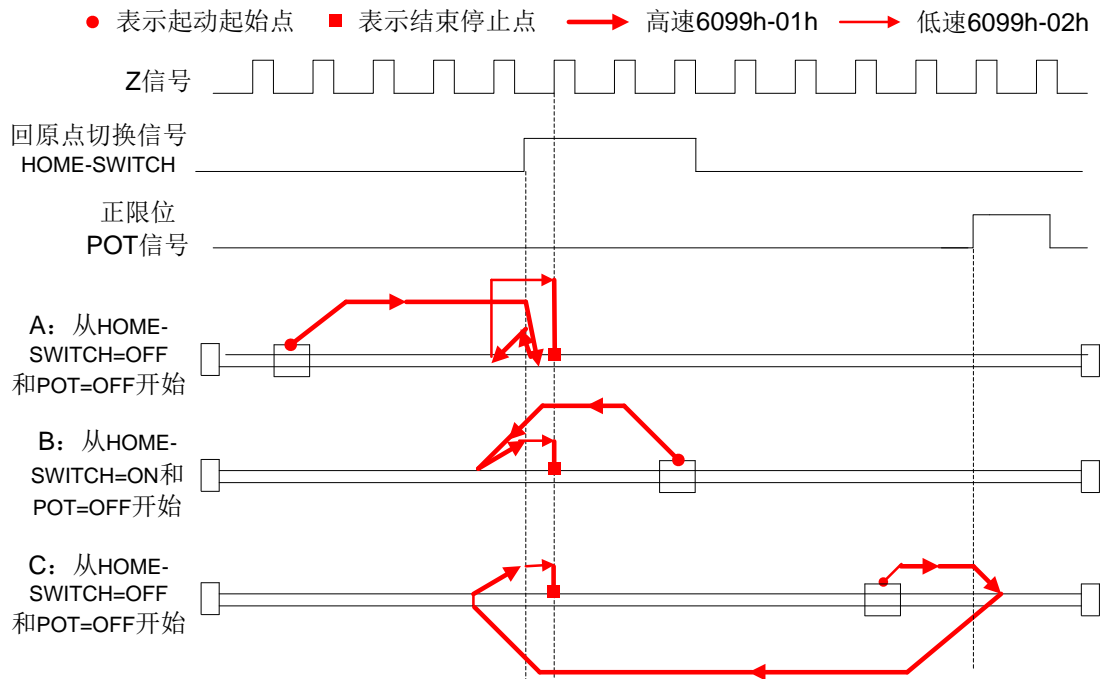 表示起动起始点 表示结束停止点 高速6099h-01h 低速6099h-02h
Z信号
回原点切换信号
HOME-SWITCH
正限位
POT信号
A：从HOME-
SWITCH=OFF
和POT=OFF开始
B：从HOME-
SWITCH=ON和
POT=OFF开始
C：从HOME-
SWITCH=OFF
和POT=OFF开始